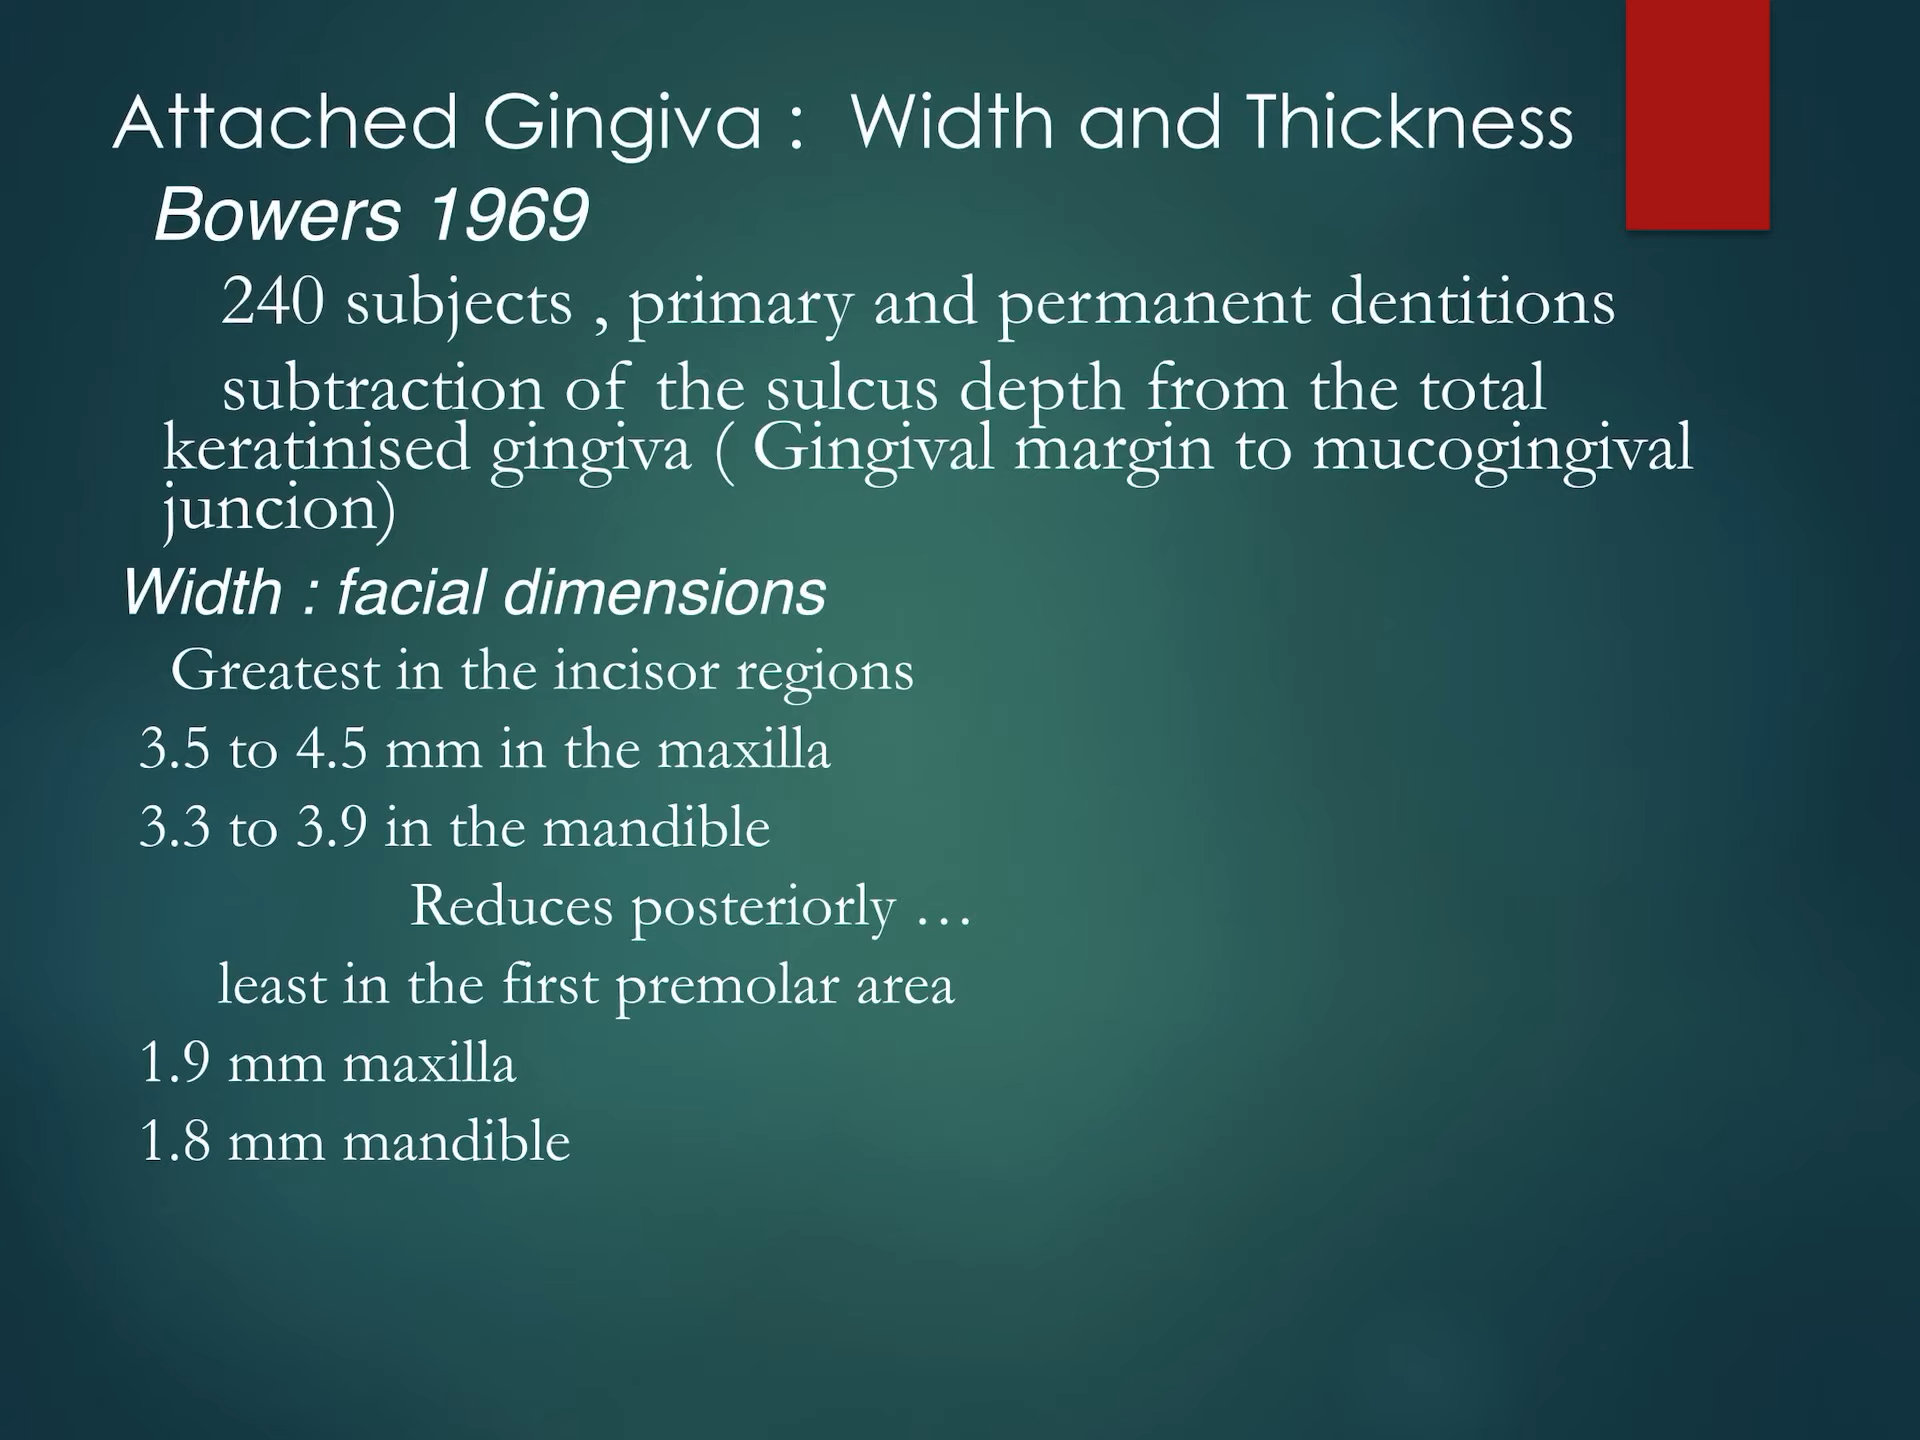 Attached Gingiva :  Width and Thickness
Bowers 1969
240 subjects , primary and permanent dentitions
subtraction of the sulcus depth from the total
keratinised gingiva ( Gingival margin to mucogingival
juncion)
Width : facial dimensions
Greatest in the incisor regions
3.5 to 4.5 mm in the maxilla
3.3 to 3.9 in the mandible
Reduces posteriorly …
least in the first premolar area
1.9 mm maxilla
1.8 mm mandible